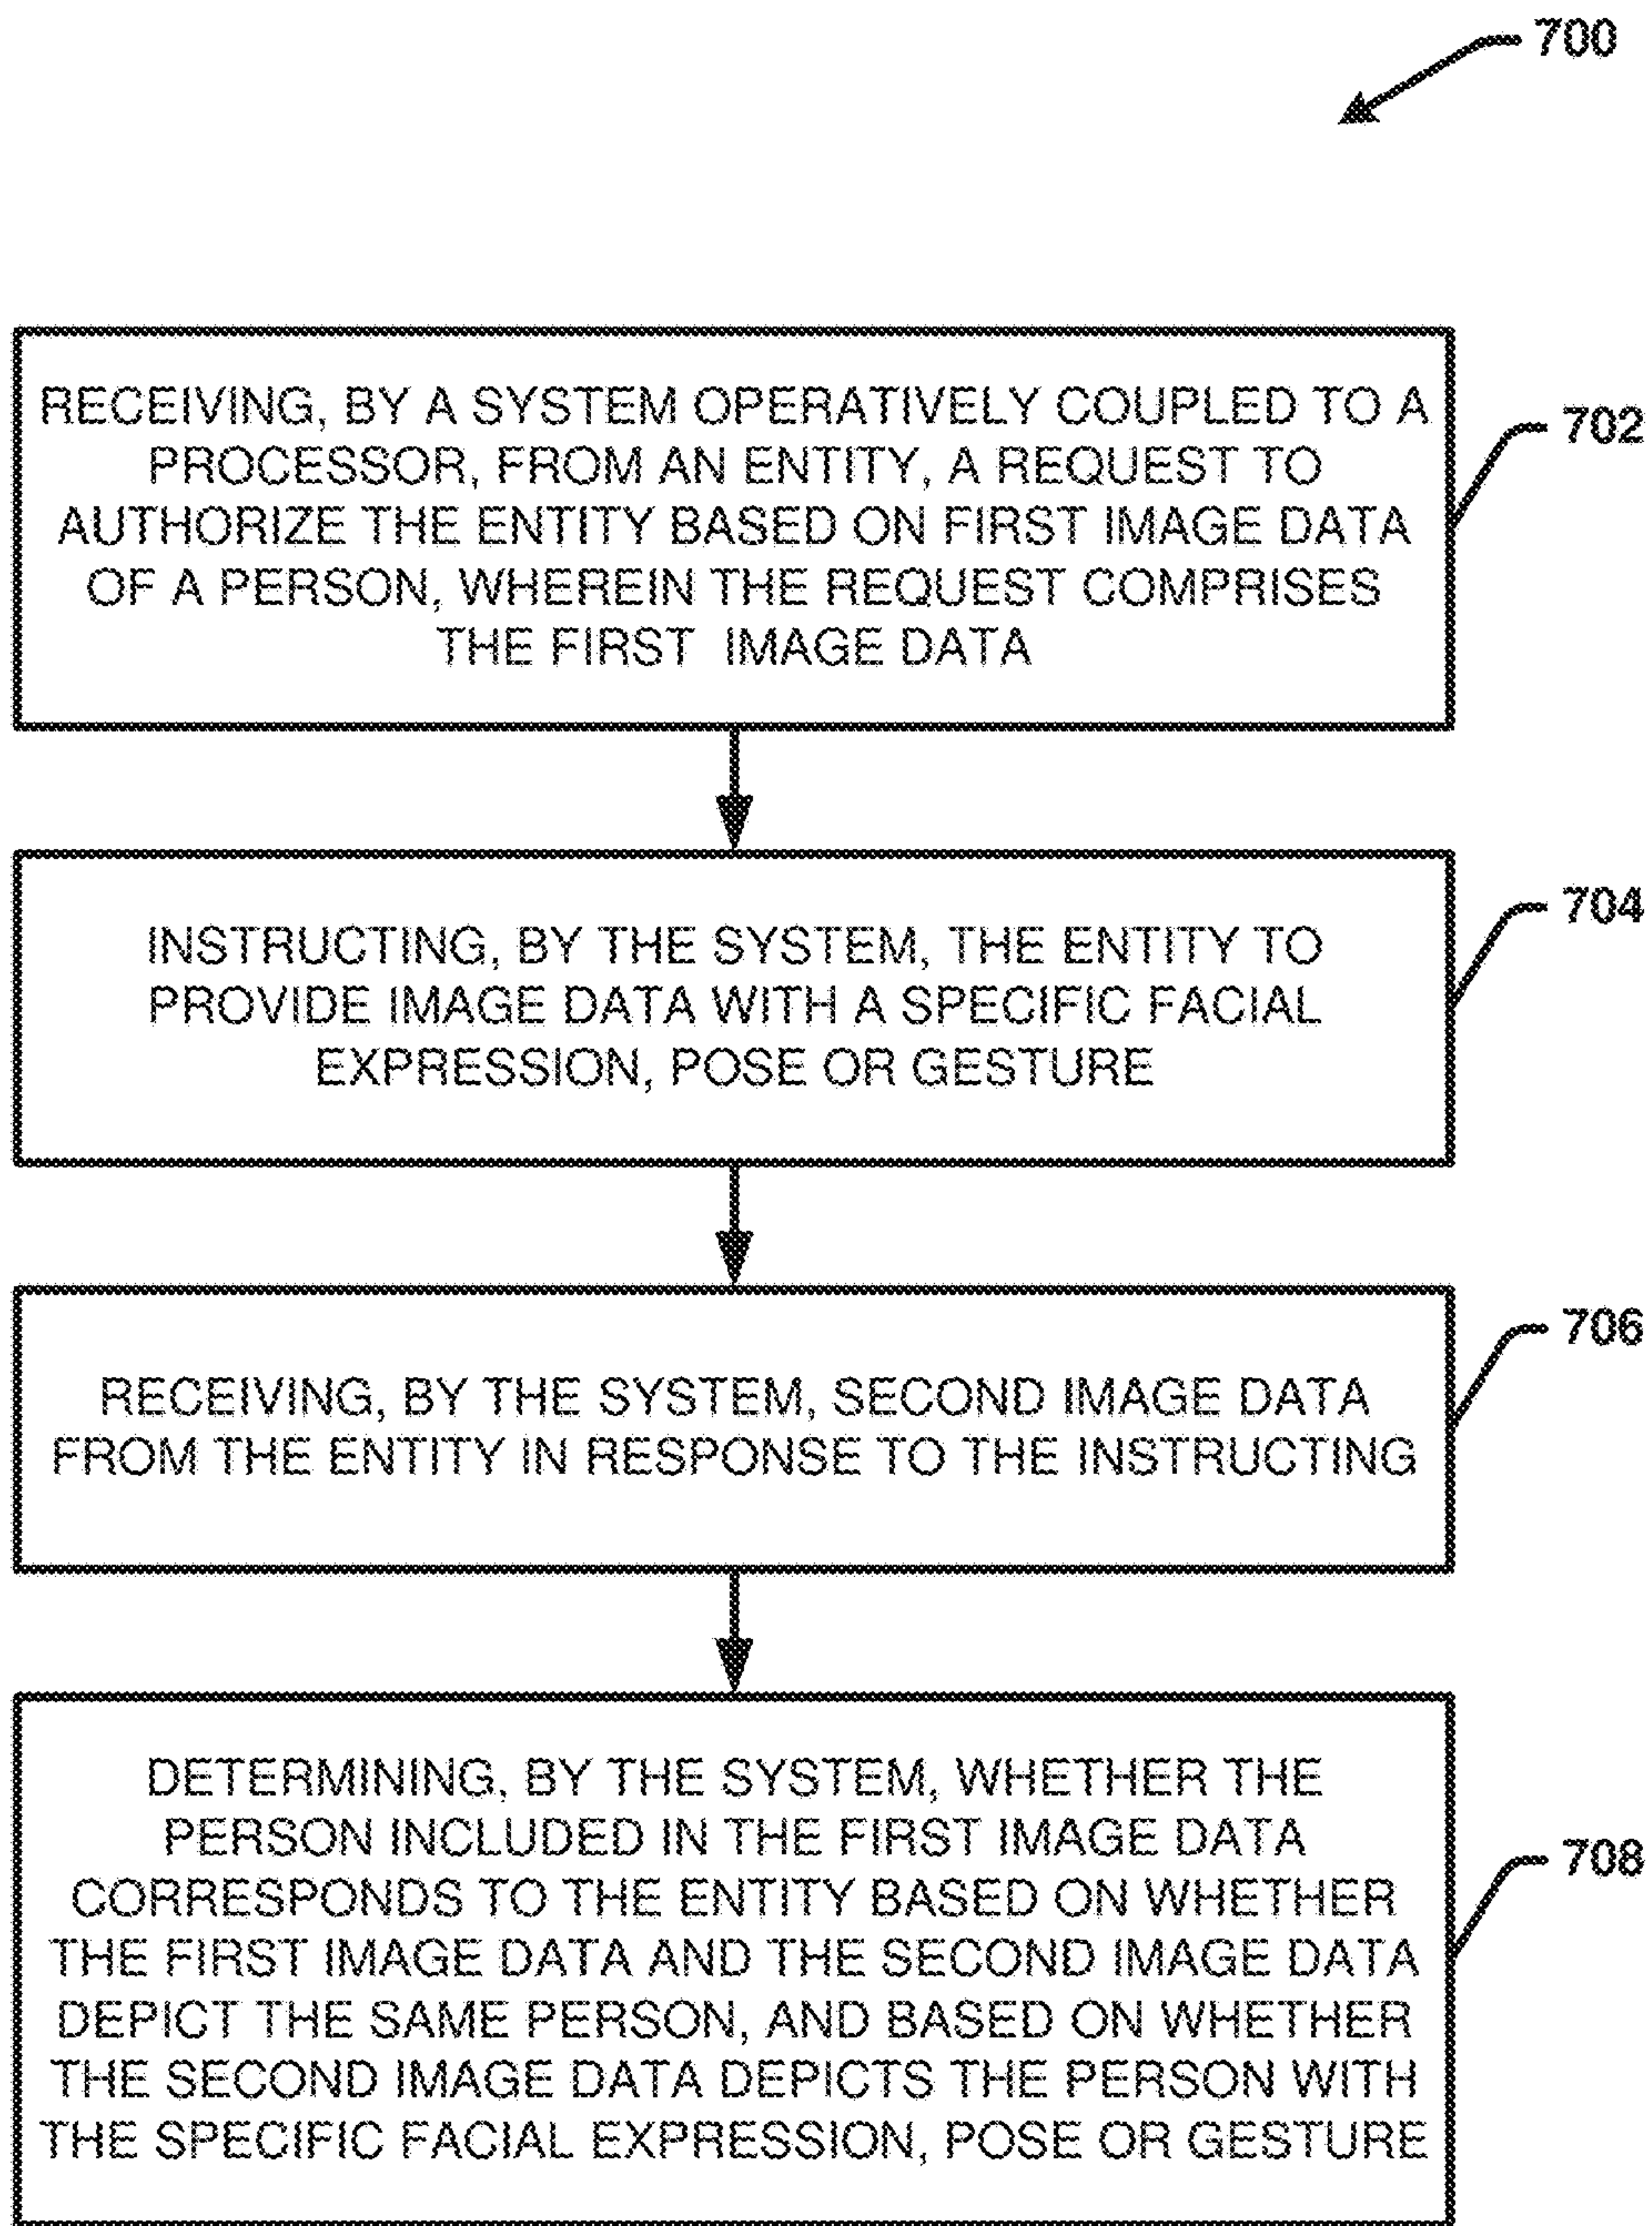 700
RECEIVING, BY A SYSTEM OPERATIVELY COUPLED TO A
PROCESSOR, FROM AN ENTITY, A REQUEST TO
AUTHORIZE THE ENTITY BASED ON FIRST IMAGE DATA
OF A PERSON, WHEREIN THE REQUEST COMPRISES
THE FIRST IMAGE DATA
702
INSTRUCTING, BY THE SYSTEM, THE ENTITY TO
PROVIDE IMAGE DATA WITH A SPECIFIC FACIAL
EXPRESSION, POSE OR GESTURE
704
RECEIVING, BY THE SYSTEM, SECOND IMAGE DATA
FROM THE ENTITY IN RESPONSE TO THE INSTRUCTING
706
DETERMINING, BY THE SYSTEM, WHETHER THE
PERSON INCLUDED IN THE FIRST IMAGE DATA
CORRESPONDS TO THE ENTITY BASED ON WHETHER
THE FIRST IMAGE DATA AND THE SECOND IMAGE DATA
DEPICT THE SAME PERSON, AND BASED ON WHETHER
THE SECOND IMAGE DATA DEPICTS THE PERSON WITH
THE SPECIFIC FACIAL EXPRESSION, POSE OR GESTURE
708